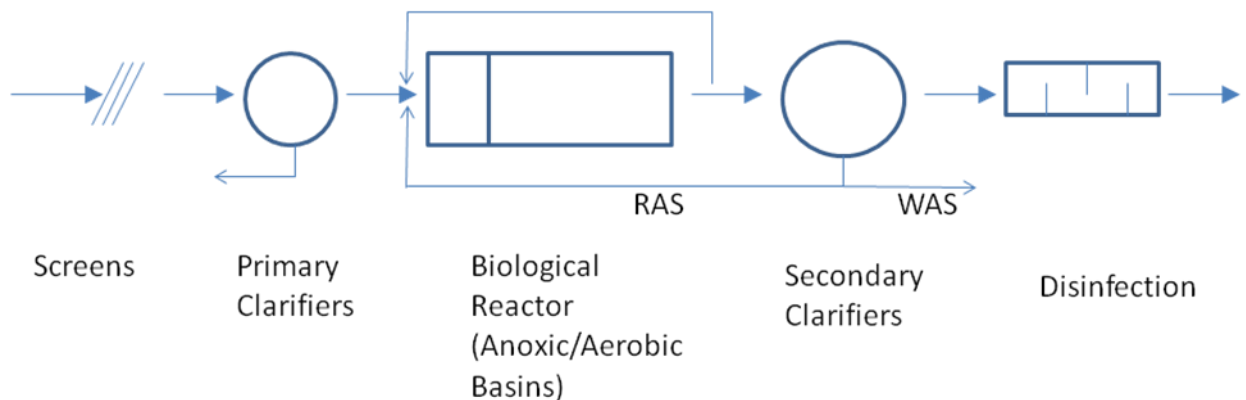 RAS
WAS
Screens
Primary
Clarifiers
Biological
Reactor
(Anoxic/Aerobic
Basins)
Secondary
Clarifiers
Disinfection